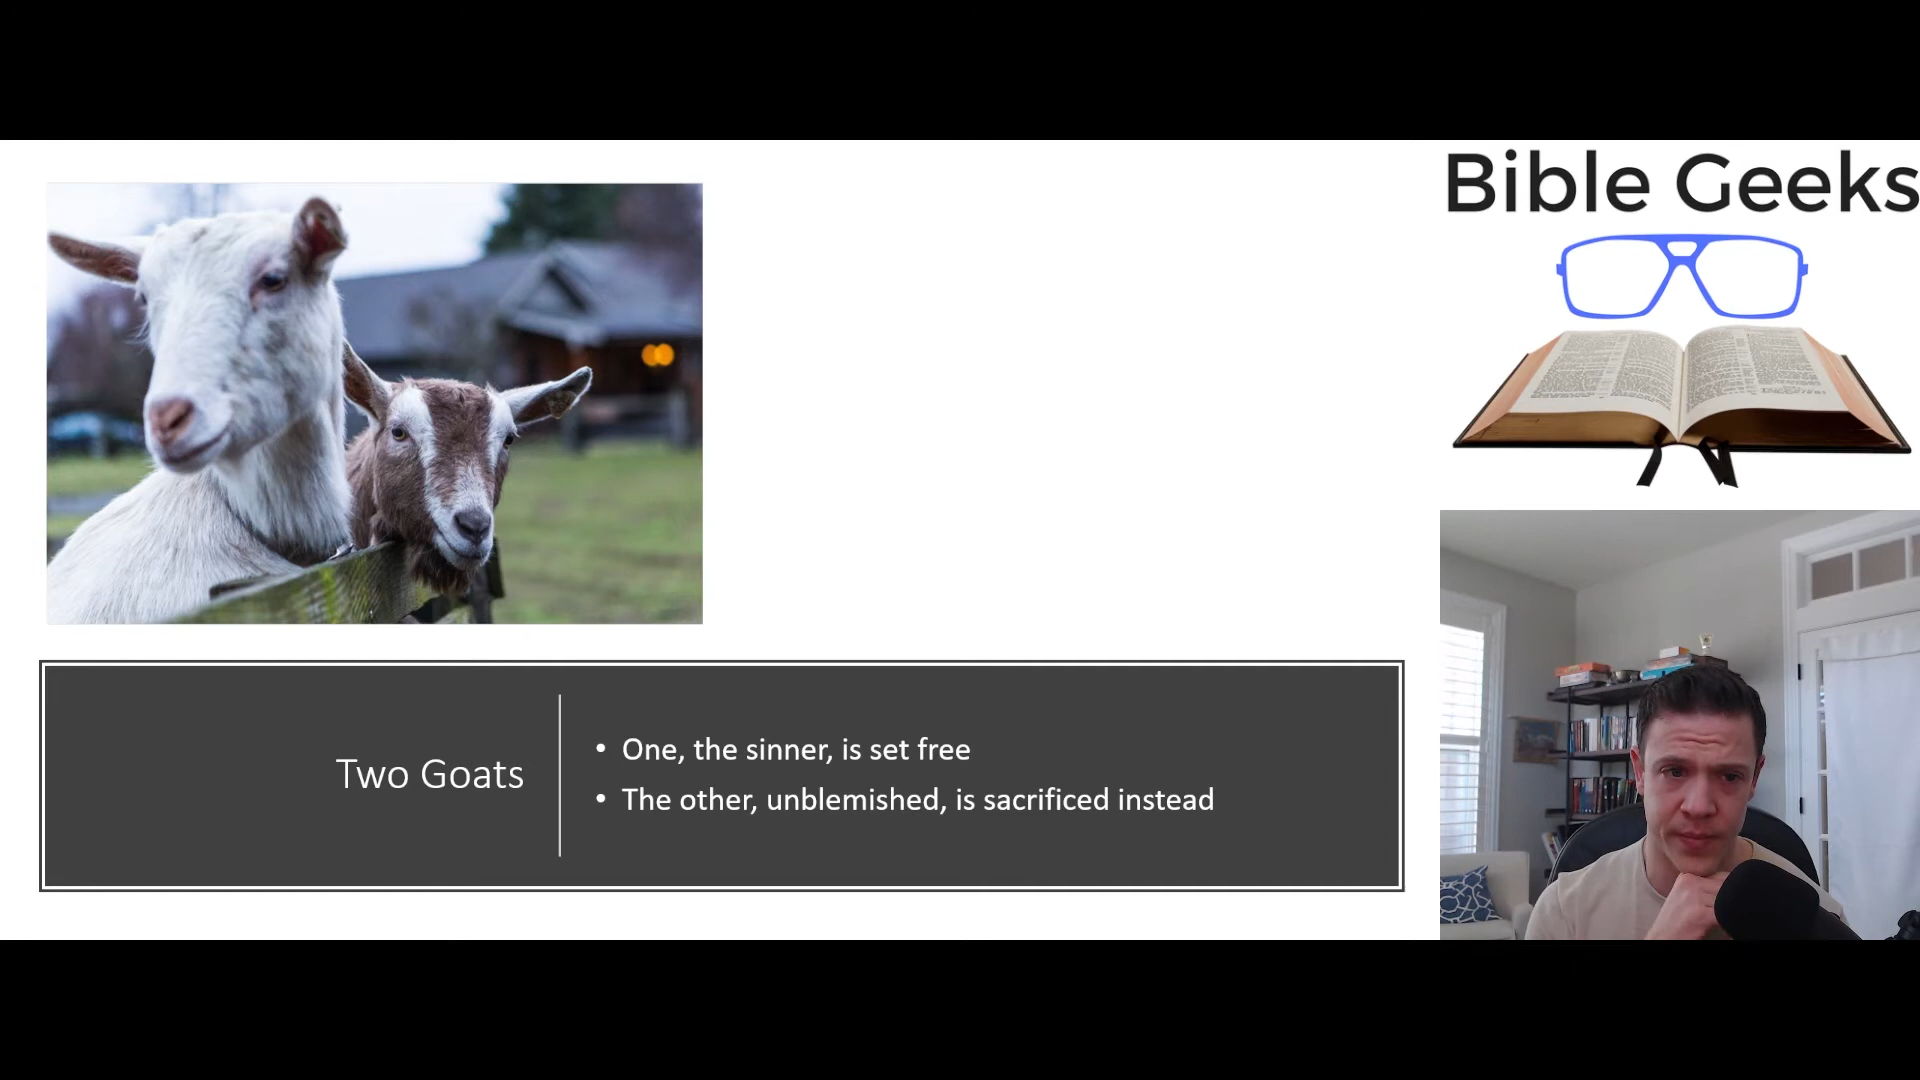 Bible Geeks
Two Goats
• One, the sinner, is set free
• The other, unblemished, is sacrificed instead